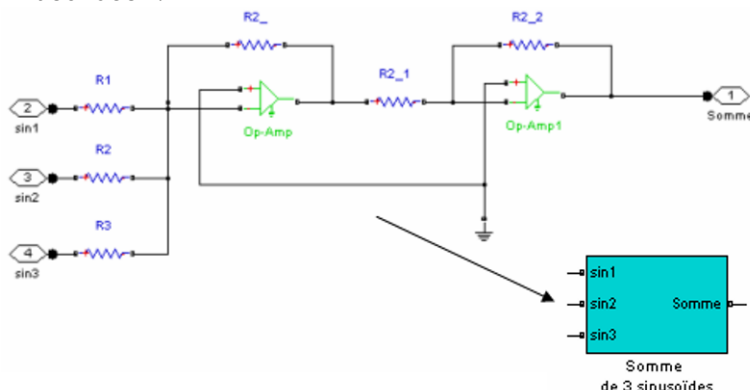 R2_
R2_2
R1
R2_1
2
sin1
Op-Amp
Op-Amp1
1
Somme
R2
3
sin2
R3
4
sin3
sin1
sin2
Somme
sin3
Somme
de 3 sinusoïdes